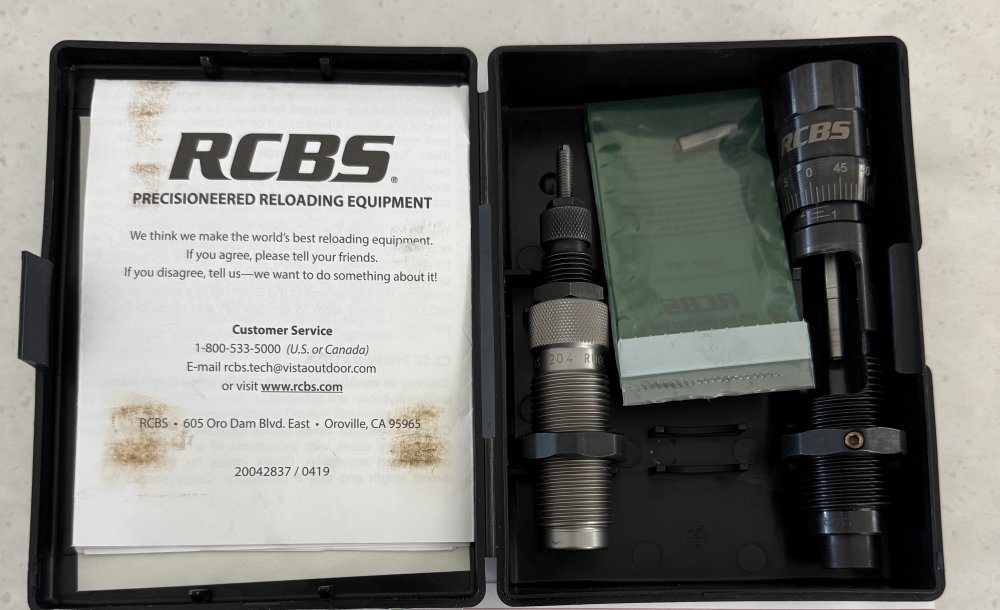 RCBS®
PRECISIONEERED RELOADING EQUIPMENT
We think we make the world's best reloading equipment.
If you agree, please tell your friends.
If you disagree, tell us—we want to do something about it!
Customer Service
1-800-533-5000 (U.S. or Canada)
E-mail rcbs.tech@vistaoutdoor.com
or visit www.rcbs.com
RCBS • 605 Oro Dam Blvd. East • Oroville, CA 95965
20042837 / 0419
204 RU
RCBS
RCBS
5 0 45
1